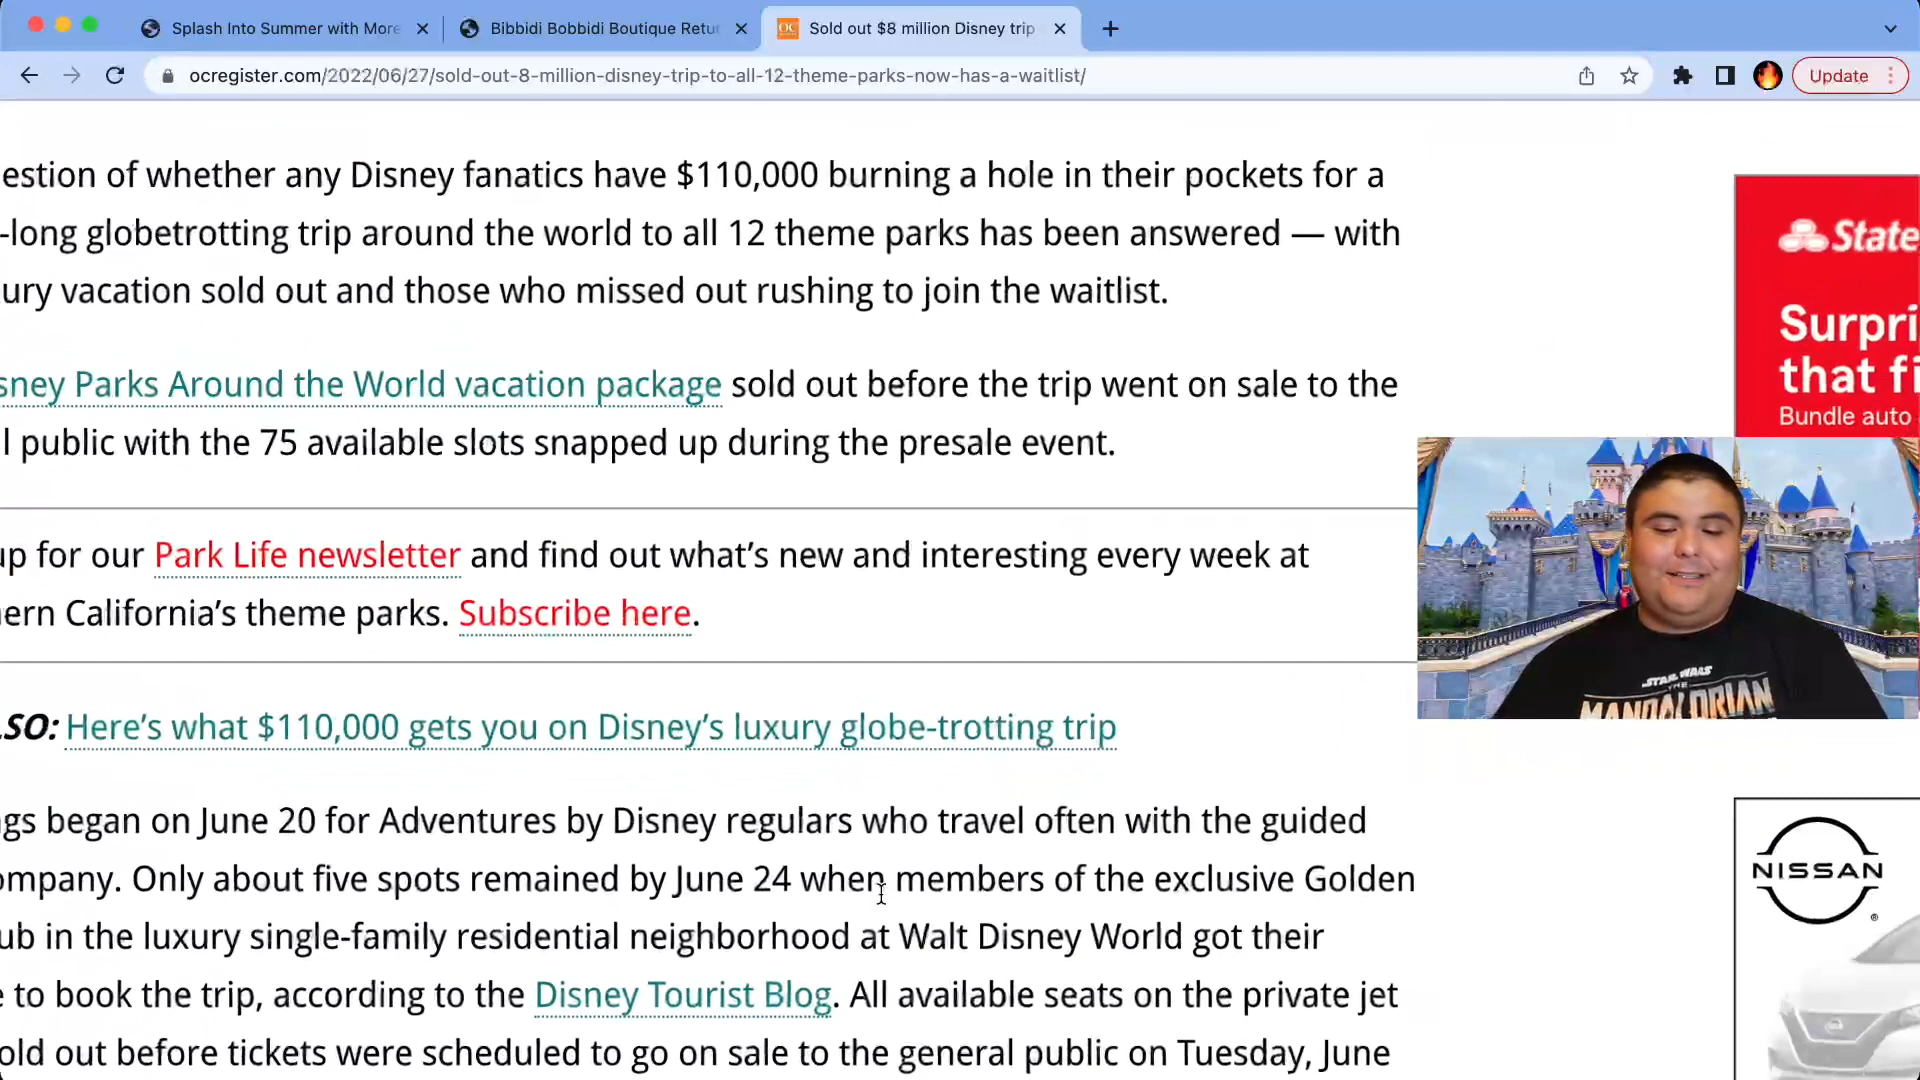 Splash Into Summer with More
Bibbidi Bobbidi Boutique Retu
OC
Sold out $8 million Disney trip
ocregister.com/2022/06/27/sold-out-8-million-disney-trip-to-all-12-theme-parks-now-has-a-waitlist/
Update
estion of whether any Disney fanatics have $110,000 burning a hole in their pockets for a
-long globetrotting trip around the world to all 12 theme parks has been answered — with
ury vacation sold out and those who missed out rushing to join the waitlist.
sney Parks Around the World vacation package sold out before the trip went on sale to the
l public with the 75 available slots snapped up during the presale event.
up for our Park Life newsletter and find out what’s new and interesting every week at
ern California’s theme parks. Subscribe here.
LSO: Here’s what $110,000 gets you on Disney’s luxury globe-trotting trip
gs began on June 20 for Adventures by Disney regulars who travel often with the guided
ompany. Only about five spots remained by June 24 when members of the exclusive Golden
ub in the luxury single-family residential neighborhood at Walt Disney World got their
e to book the trip, according to the Disney Tourist Blog. All available seats on the private jet
old out before tickets were scheduled to go on sale to the general public on Tuesday, June
State
Surpri
that fi
Bundle auto
STAR WARS
THE
MANDALORIAN
NISSAN
®